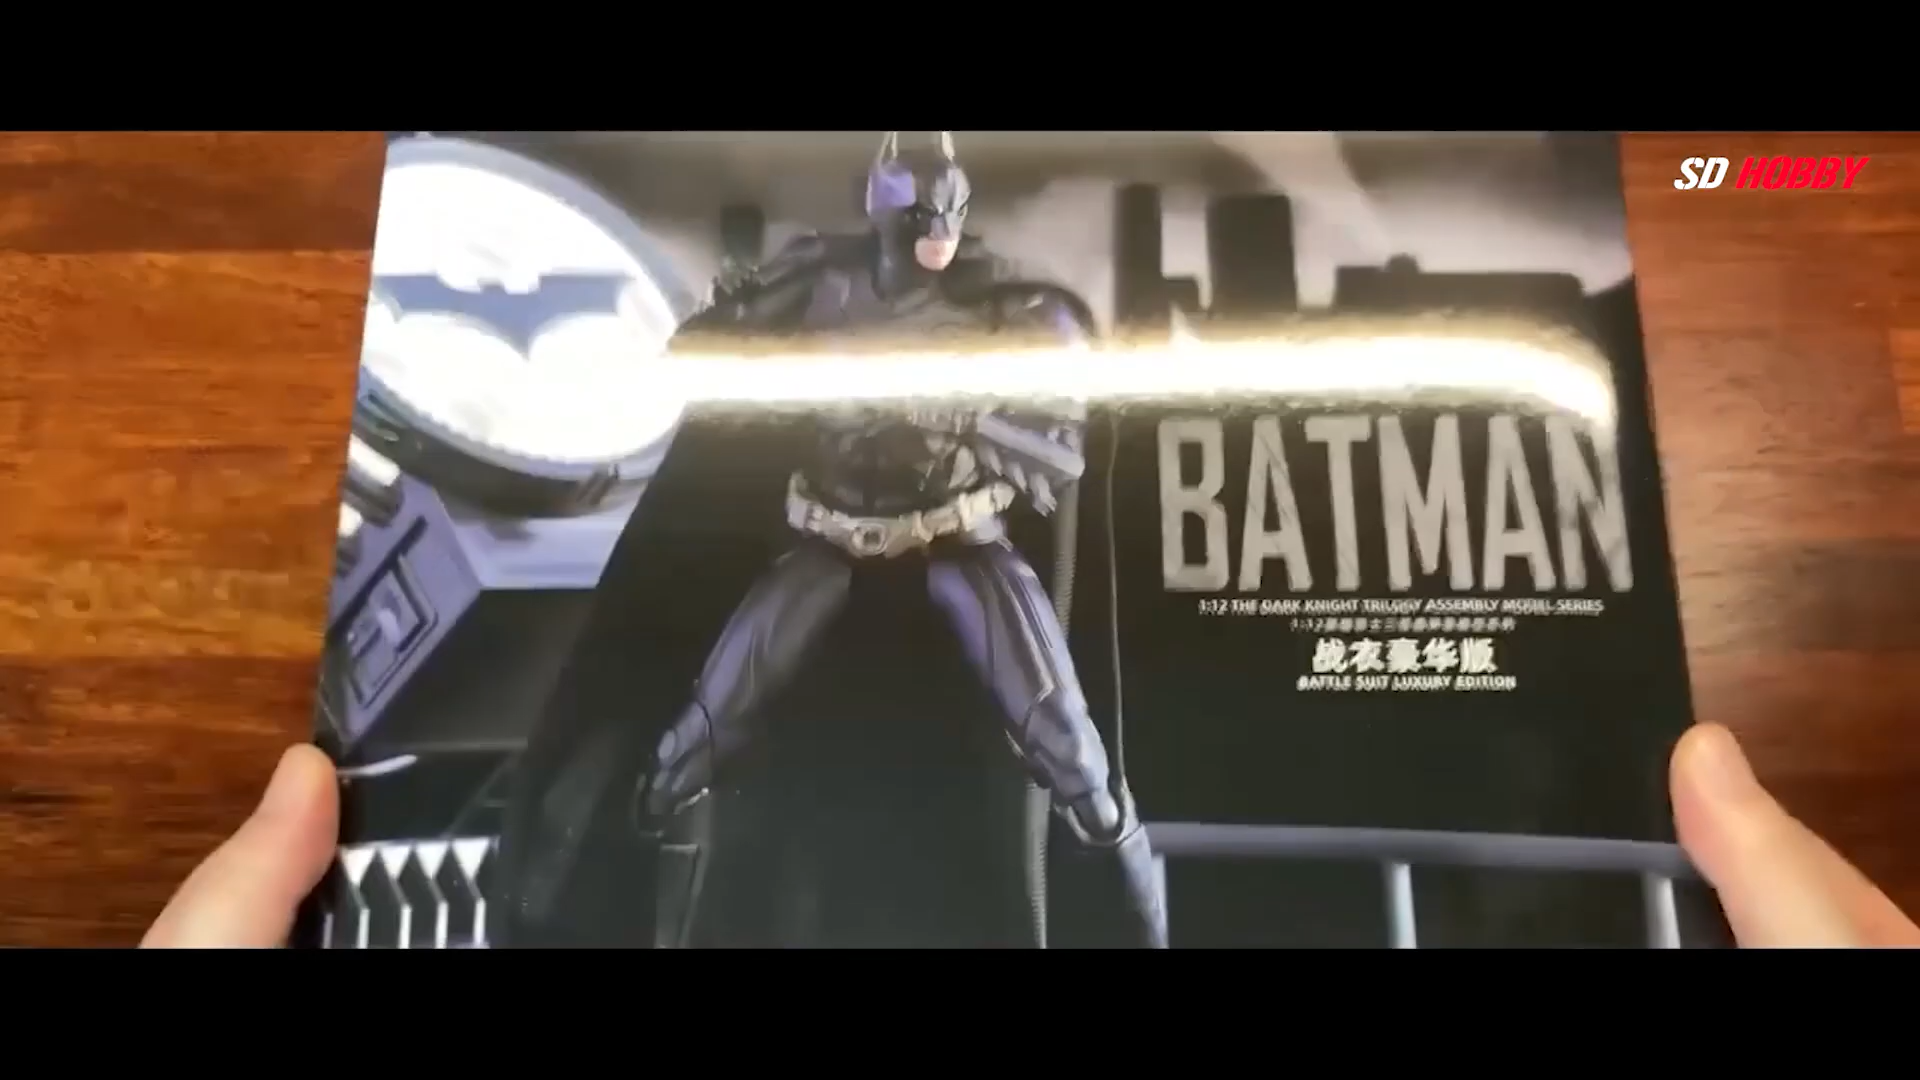 SD HOBBY
BATMAN
1:12 THE DARK KNIGHT TRILOGY ASSEMBLY MODEL SERIES
战衣豪华版
BATTLE SUIT LUXURY EDITION